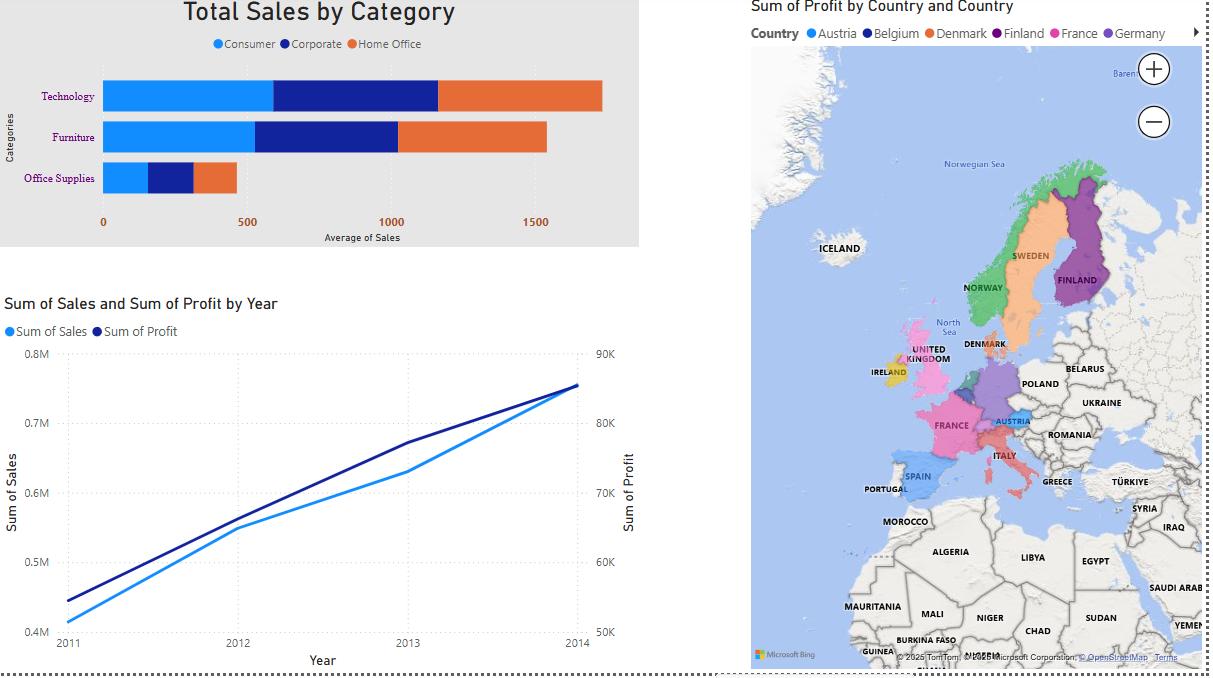 Total Sales by Category
Consumer Corporate Home Office
Categories
Technology
Furniture
Office Supplies
0 500 1000 1500
Average of Sales
Sum of Sales and Sum of Profit by Year
Sum of Sales Sum of Profit
Sum of Sales
0.8M
0.7M
0.6M
0.5M
0.4M
90K
80K
70K
60K
50K
Sum of Profit
2011 2012 2013 2014
Year
Sum of Profit by Country and Country
Country Austria Belgium Denmark Finland France Germany
Baren
Norwegian Sea
ICELAND
SWEDEN
FINLAND
NORWAY
North
Sea
DENMARK
UNITED
KINGDOM
IRELAND
BELARUS
POLAND
UKRAINE
AUSTRIA
FRANCE
ROMANIA
ITALY
SPAIN
PORTUGAL
GREECE
TÜRKIYE
SYRIA
MOROCCO
IRAQ
ALGERIA
LIBYA
EGYPT
SAUDI ARAB
MAURITANIA
MALI
NIGER
SUDAN
CHAD
YEMEN
BURKINA FASO
GUINEA
NIGERIA
Microsoft Bing
© 2025 TomTom, © 2025 Microsoft Corporation, © OpenStreetMap Terms